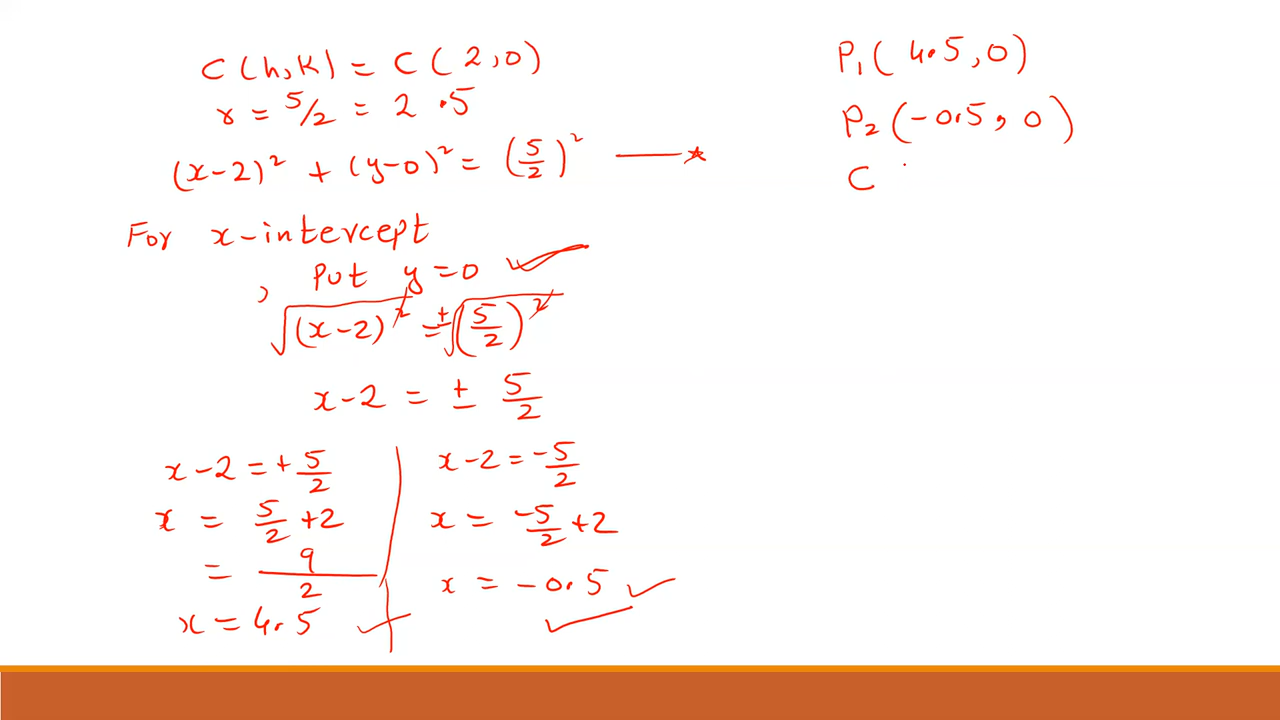 C (h,k) = C (2,0)
r = 5/2 = 2.5
(x-2)² + (y-0)² = (5/2)² —★
For x-intercept
, Put y=0 ✓
√(x-2)² = ±√(5/2)²
x-2 = ± 5/2
x-2 = + 5/2
x = 5/2 +2
= 9/2
x = 4.5 ✓
x-2 = -5/2
x = -5/2 +2
x = -0.5 ✓
✓
P₁ (4.5,0)
P₂ (-0.5, 0)
C